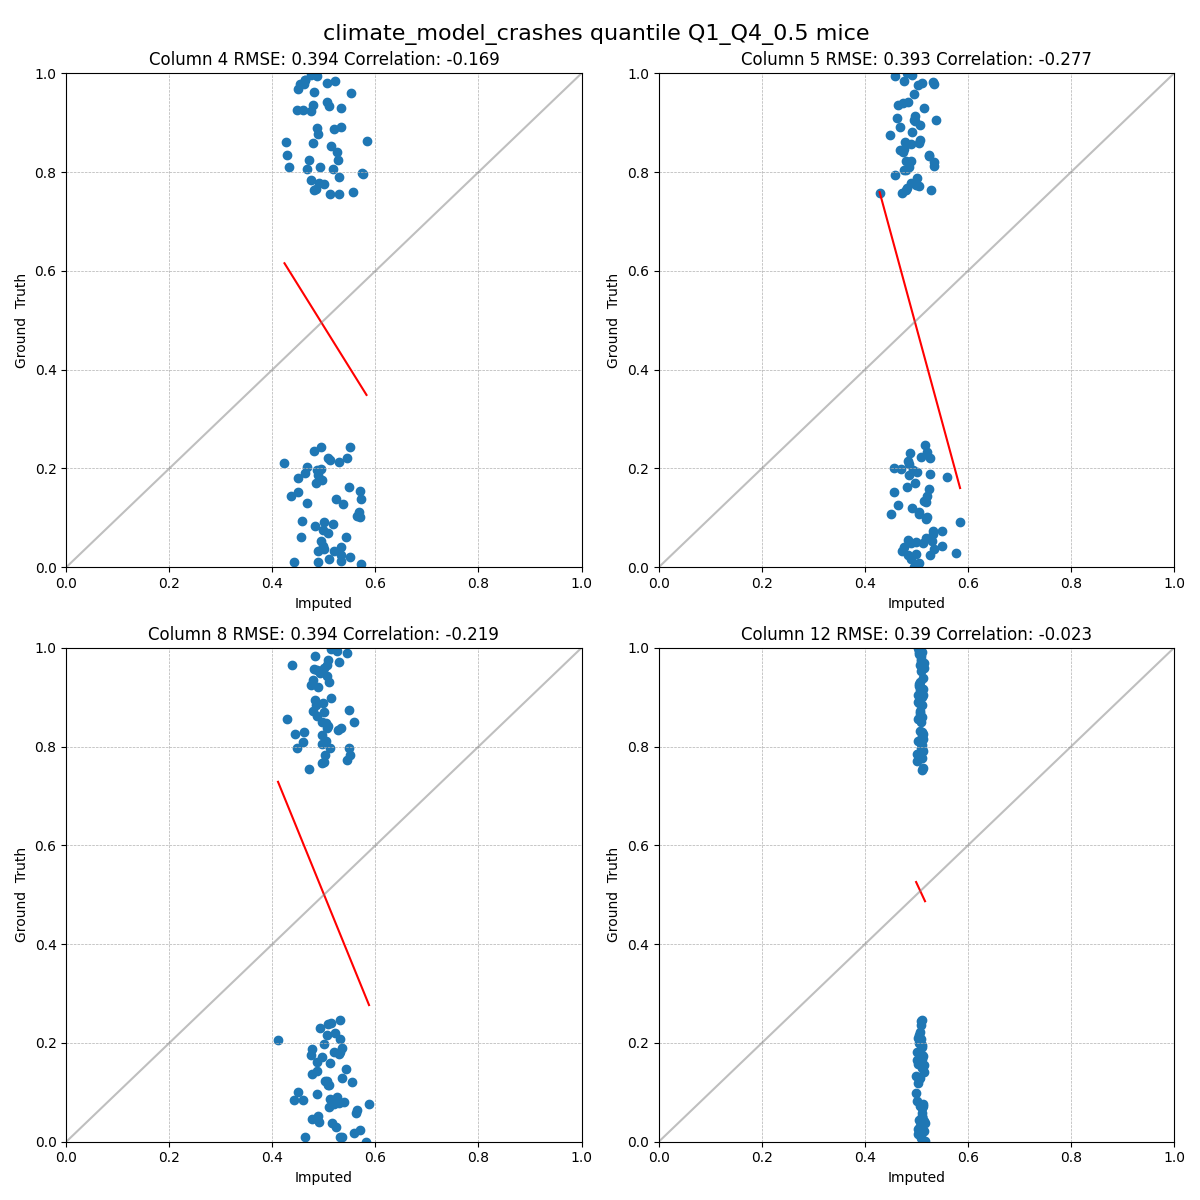 climate_model_crashes quantile Q1_Q4_0.5 mice
Column 4 RMSE: 0.394 Correlation: -0.169
1.0
0.8
0.6
0.4
0.2
0.0
Ground Truth
0.0 0.2 0.4 0.6 0.8 1.0
Imputed
Column 5 RMSE: 0.393 Correlation: -0.277
1.0
0.8
0.6
0.4
0.2
0.0
Ground Truth
0.0 0.2 0.4 0.6 0.8 1.0
Imputed
Column 8 RMSE: 0.394 Correlation: -0.219
1.0
0.8
0.6
0.4
0.2
0.0
Ground Truth
0.0 0.2 0.4 0.6 0.8 1.0
Imputed
Column 12 RMSE: 0.39 Correlation: -0.023
1.0
0.8
0.6
0.4
0.2
0.0
Ground Truth
0.0 0.2 0.4 0.6 0.8 1.0
Imputed